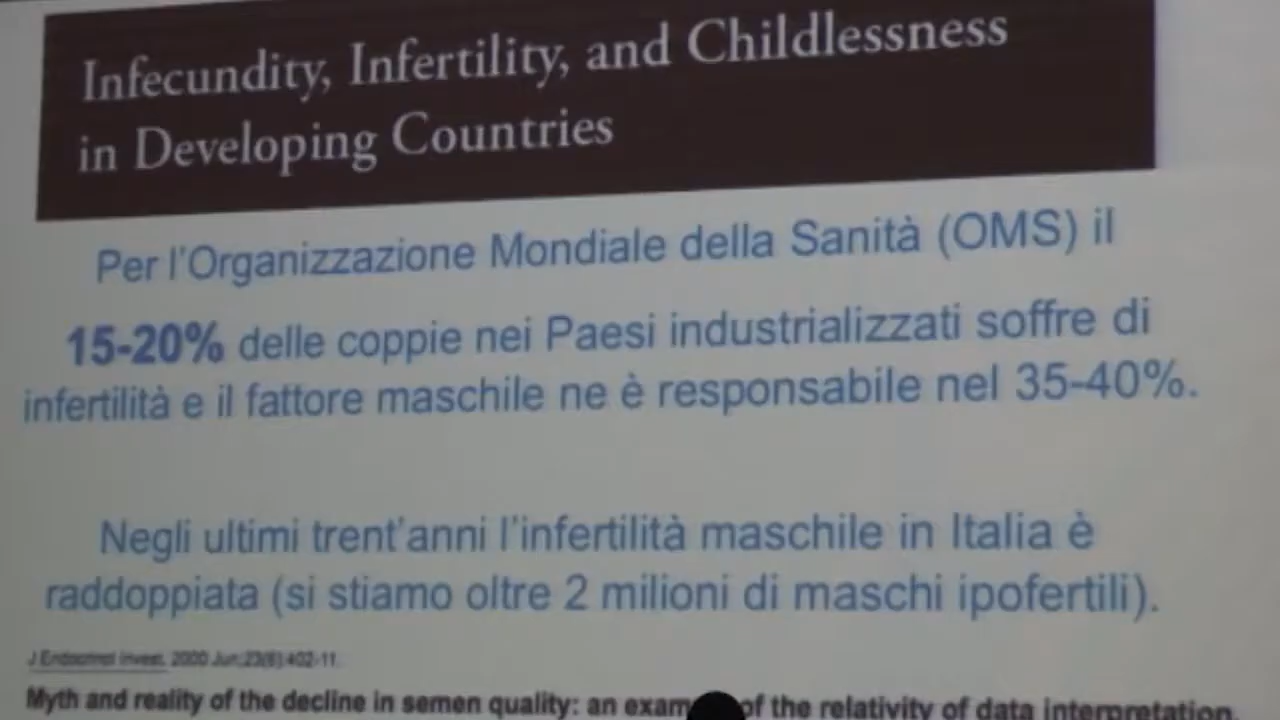 Infecundity, Infertility, and Childlessness
in Developing Countries
Per l'Organizzazione Mondiale della Sanità (OMS) il
15-20% delle coppie nei Paesi industrializzati soffre di
infertilità e il fattore maschile ne è responsabile nel 35-40%.
Negli ultimi trent'anni l'infertilità maschile in Italia è
raddoppiata (si stiamo oltre 2 milioni di maschi ipofertili).
J Endocrinol Invest. 2000 Jun;23(6):402-11.
Myth and reality of the decline in semen quality: an of the relativity of data interpretation.